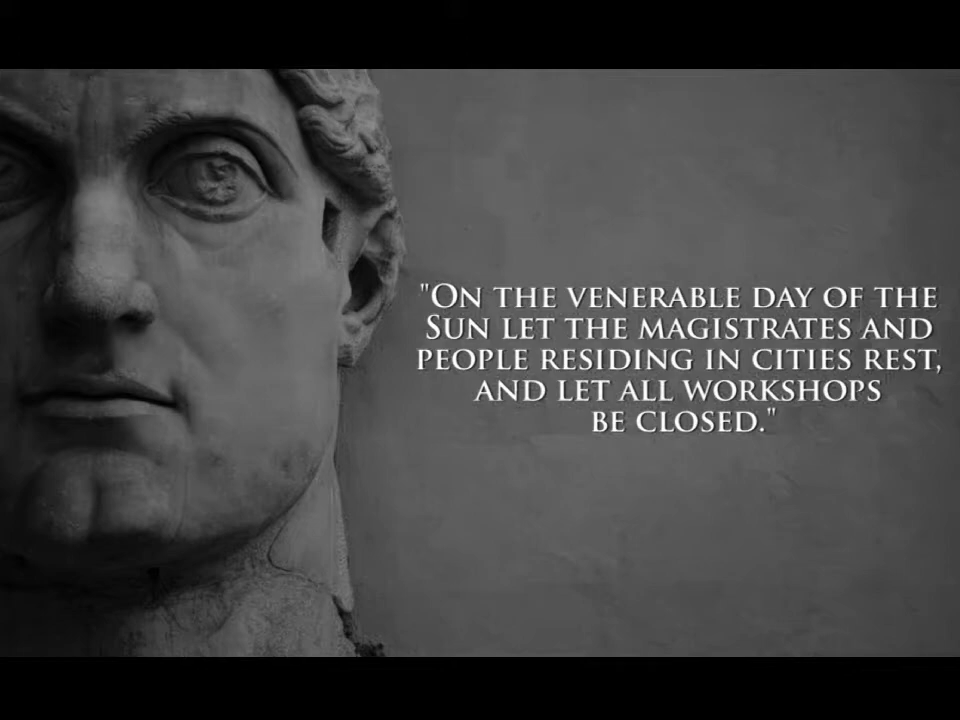 "On the venerable day of the
Sun let the magistrates and
people residing in cities rest,
and let all workshops
be closed."